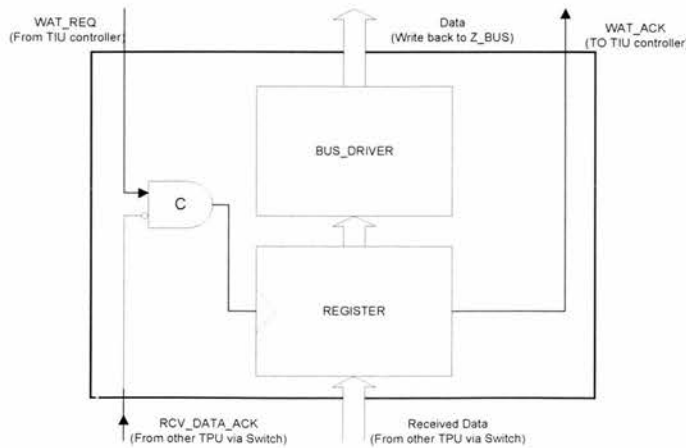 WAT_REQ
(From TIU controller)
Data
(Write back to Z_BUS)
WAT_ACK
(TO TIU controller)
BUS_DRIVER
C
REGISTER
RCV_DATA_ACK
(From other TPU via Switch)
Received Data
(From other TPU via Switch)